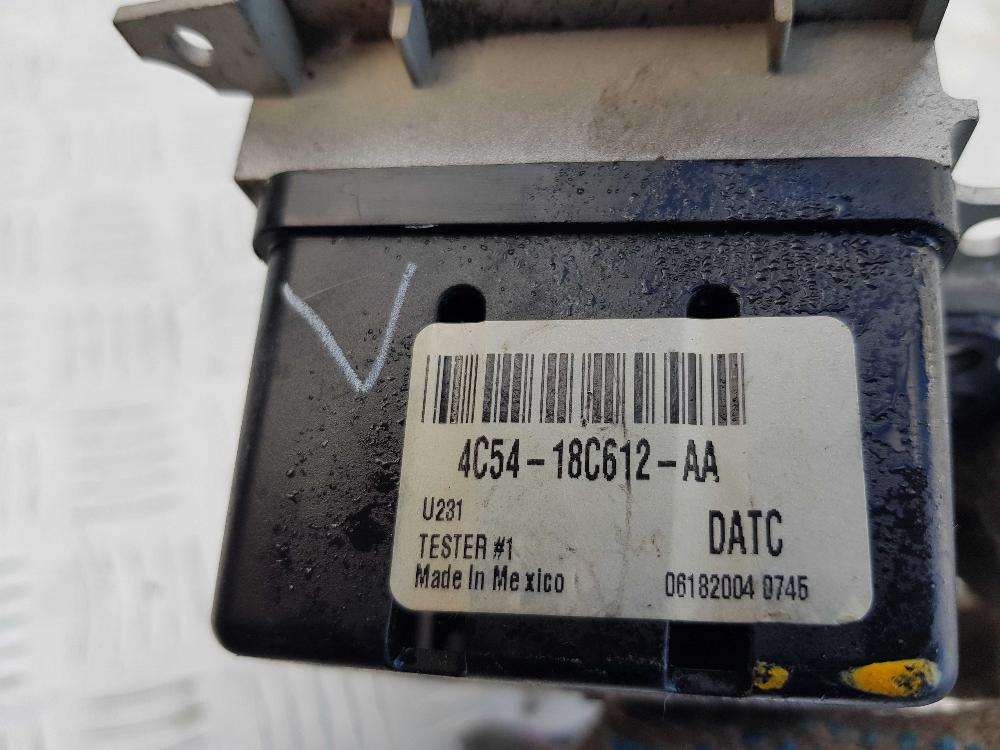 4C54-18C612-AA
U231
DATC
TESTER #1
Made In Mexico
06182004 0745